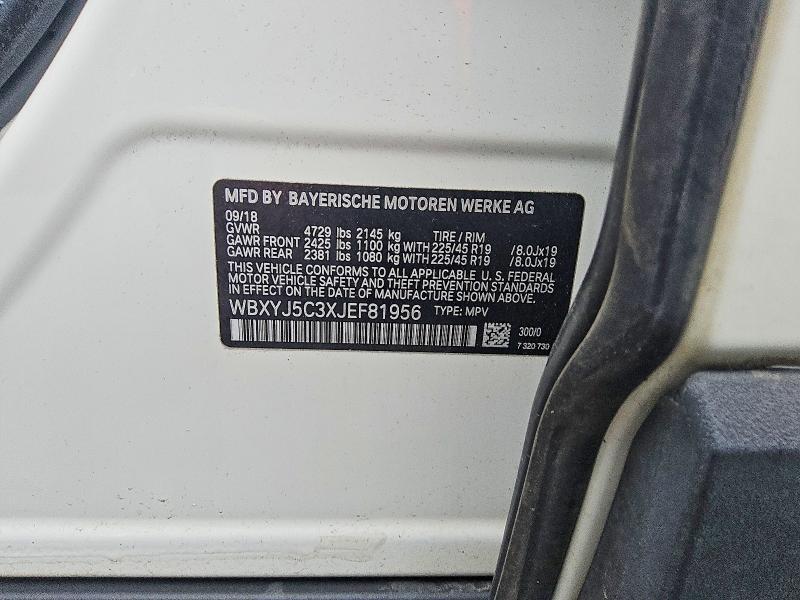 MFD BY BAYERISCHE MOTOREN WERKE AG
09/18
GVWR 4729 lbs 2145 kg TIRE / RIM
GAWR FRONT 2425 lbs 1100 kg WITH 225/45 R19 /8.0Jx19
GAWR REAR 2381 lbs 1080 kg WITH 225/45 R19 /8.0Jx19
THIS VEHICLE CONFORMS TO ALL APPLICABLE U. S. FEDERAL
MOTOR VEHICLE SAFETY AND THEFT PREVENTION STANDARDS
IN EFFECT ON THE DATE OF MANUFACTURE SHOWN ABOVE.
WBXYJ5C3XJEF81956 TYPE: MPV
300/0
7 320 730